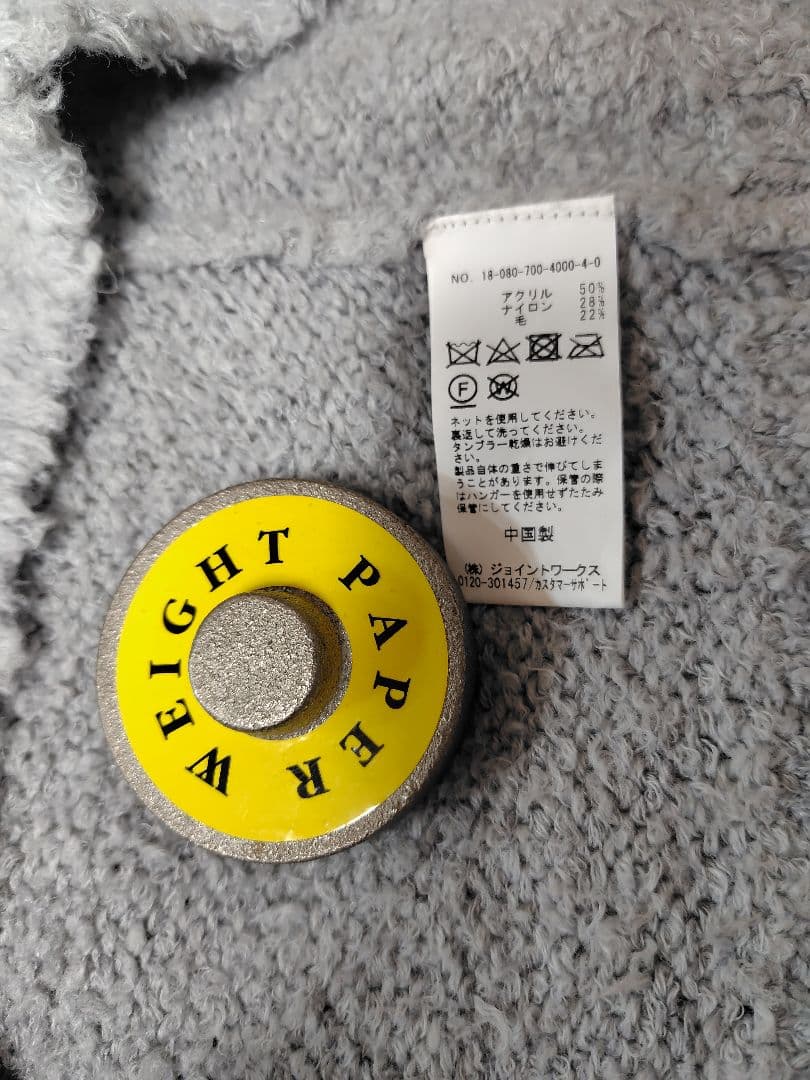 NO. 18-080-700-4000-4-0
アクリル 50%
ナイロン 28%
毛 22%
F W
ネットを使用してください。
裏返して洗ってください。
タンブラー乾燥はお避けくだ
さい。
製品自体の重さで伸びてしま
うことがあります。保管の際
はハンガーを使用せずたたみ
保管にしてください。
中国製
(株) ジョイントワークス
0120-301457/カスタマーサポート
WEIGHT PAPER